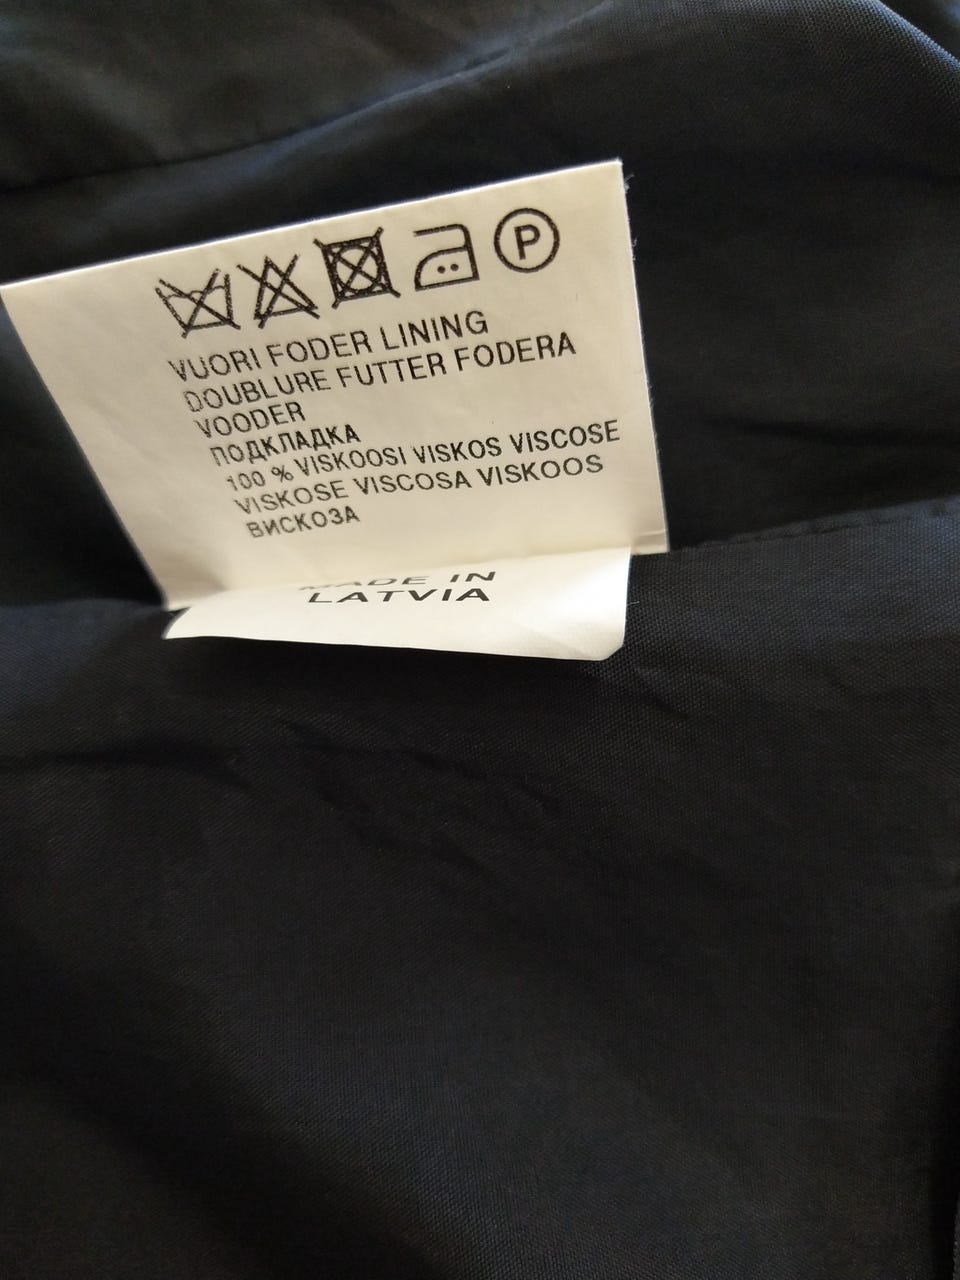 P
VUORI FODER LINING
DOUBLURE FUTTER FODERA
VOODER
ПОДКЛАДКА
100 % VISKOOSI VISKOS VISCOSE
VISKOSE VISCOSA VISKOOS
ВИСКОЗА
MADE IN
LATVIA